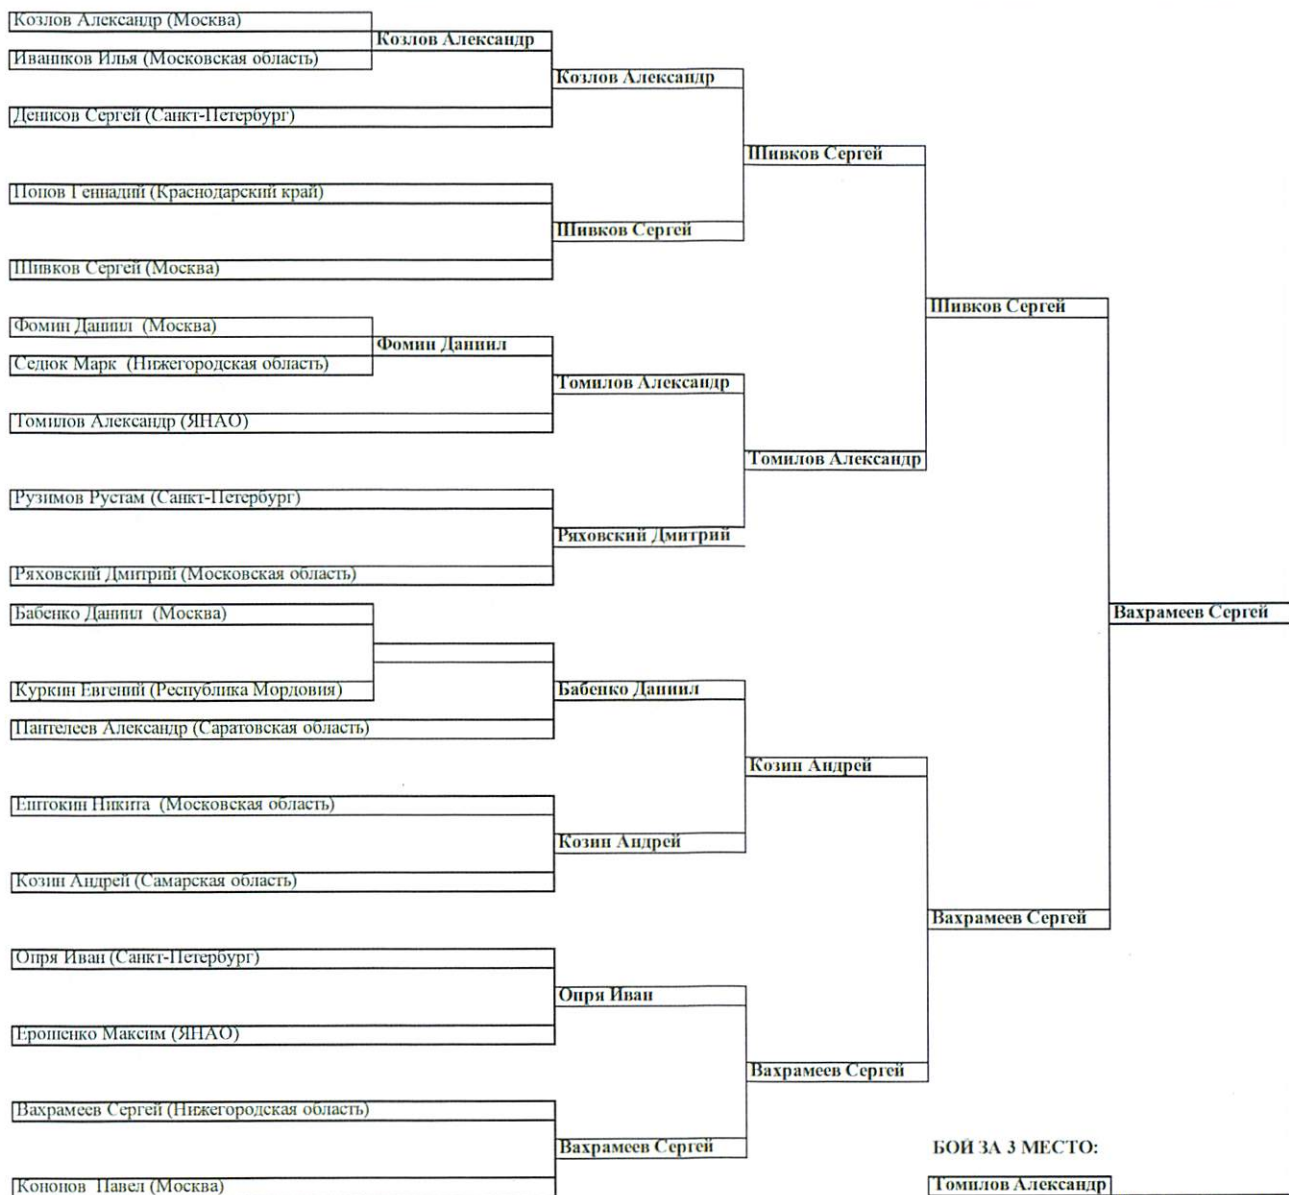 Козлов Александр (Москва)
Козлов Александр
Иваников Илья (Московская область)
Козлов Александр
Денисов Сергей (Санкт-Петербург)
Шивков Сергей
Попов Геннадий (Краснодарский край)
Шивков Сергей
Шивков Сергей (Москва)
Шивков Сергей
Фомин Даниил (Москва)
Фомин Даниил
Седюк Марк (Нижегородская область)
Томилов Александр
Томилов Александр (ЯНАО)
Томилов Александр
Рузимов Рустам (Санкт-Петербург)
Ряховский Дмитрий
Ряховский Дмитрий (Московская область)
Бабенко Даниил (Москва)
Вахрамеев Сергей
Куркин Евгений (Республика Мордовия)
Бабенко Даниил
Пантелеев Александр (Саратовская область)
Козин Андрей
Ештокин Никита (Московская область)
Козин Андрей
Козин Андрей (Самарская область)
Вахрамеев Сергей
Опря Иван (Санкт-Петербург)
Опря Иван
Ерошенко Максим (ЯНАО)
Вахрамеев Сергей
Вахрамеев Сергей (Нижегородская область)
Вахрамеев Сергей
БОЙ ЗА 3 МЕСТО:
Кононов Павел (Москва)
Томилов Александр